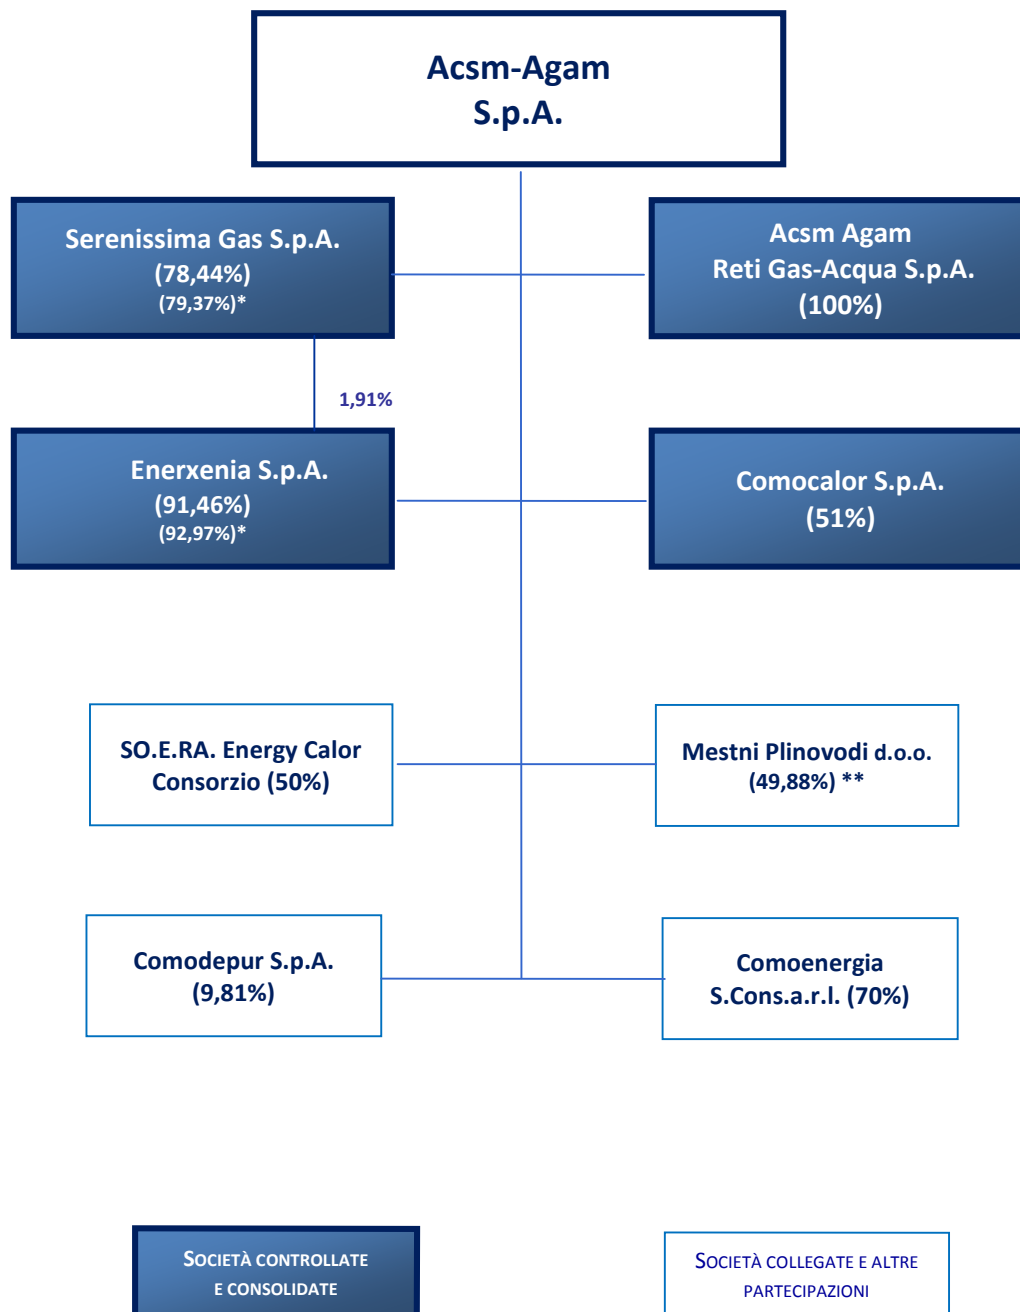 Acsm-Agam
S.p.A.
Serenissima Gas S.p.A.
(78,44%)
(79,37%)*
Acsm Agam
Reti Gas-Acqua S.p.A.
(100%)
1,91%
Enerxenia S.p.A.
(91,46%)
(92,97%)*
Comocalor S.p.A.
(51%)
SO.E.RA. Energy Calor
Consorzio (50%)
Mestni Plinovodi d.o.o.
(49,88%) **
Comodepur S.p.A.
(9,81%)
Comoenergia
S.Cons.a.r.l. (70%)
SOCIETÀ CONTROLLATE
E CONSOLIDATE
SOCIETÀ COLLEGATE E ALTRE
PARTECIPAZIONI